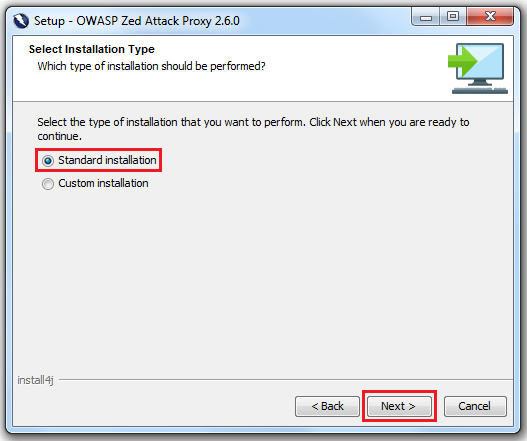 Setup - OWASP Zed Attack Proxy 2.6.0
Select Installation Type
Which type of installation should be performed?
Select the type of installation that you want to perform. Click Next when you are ready to
continue.
Standard installation
Custom installation
install4j
< Back
Next >
Cancel